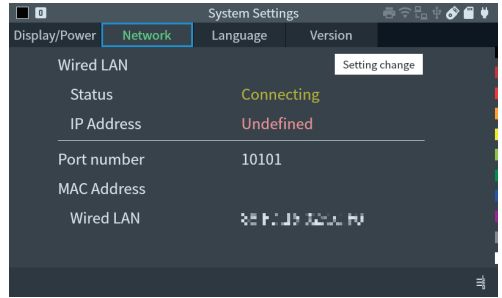 0
System Settings
Display/Power Network Language Version
Wired LAN
Setting change
Status Connecting
IP Address Undefined
Port number 10101
MAC Address
Wired LAN